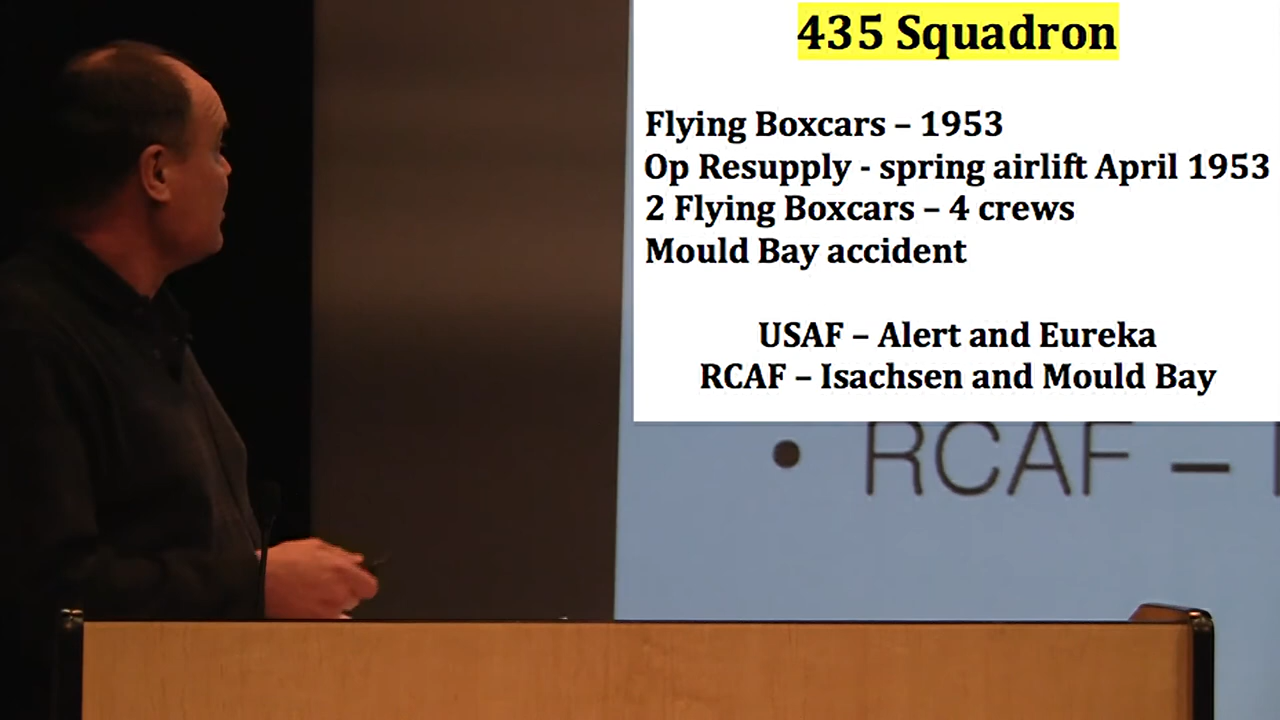 435 Squadron
Flying Boxcars – 1953
Op Resupply - spring airlift April 1953
2 Flying Boxcars – 4 crews
Mould Bay accident
USAF – Alert and Eureka
RCAF – Isachsen and Mould Bay
• RCAF –